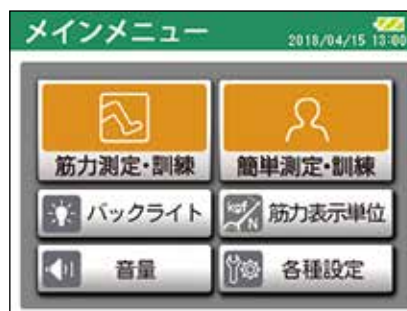 メインメニュー
2018/04/15 13:00
筋力測定・訓練
簡単測定・訓練
バックライト
kgf/N 筋力表示単位
音量
各種設定